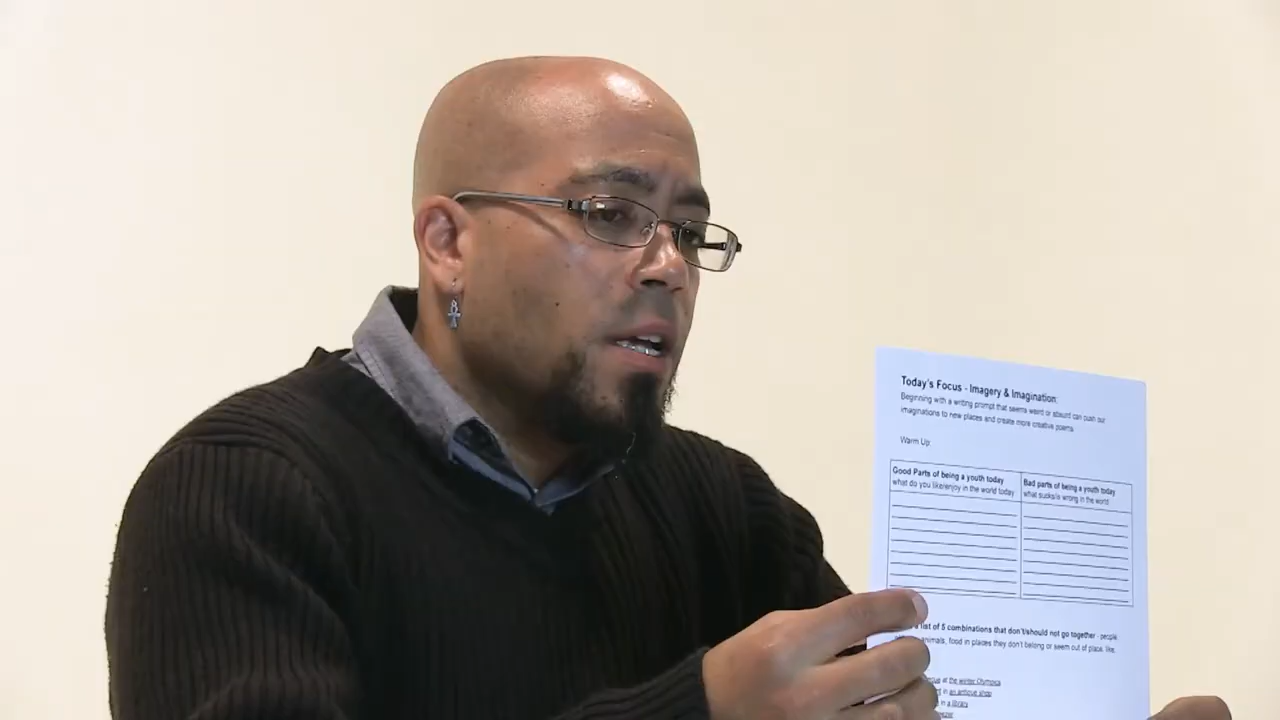 Today's Focus - Imagery & Imagination:
Beginning with a writing prompt that seems weird or absurd can push our
imaginations to new places and create more creative poems.
Warm Up:
Good Parts of being a youth today
what do you like/enjoy in the world today
Bad parts of being a youth today
what sucks/is wrong in the world
a list of 5 combinations that don't/should not go together - people
animals, food in places they don't belong or seem out of place. like,
at the winter Olympics
in an antique shop
in a library